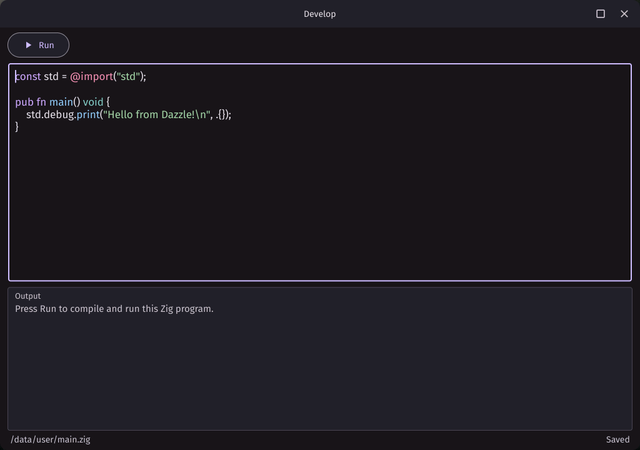 Develop
Run
const std = @import("std");
pub fn main() void {
    std.debug.print("Hello from Dazzle!\n", .{});
}
Output
Press Run to compile and run this Zig program.
/data/user/main.zig
Saved